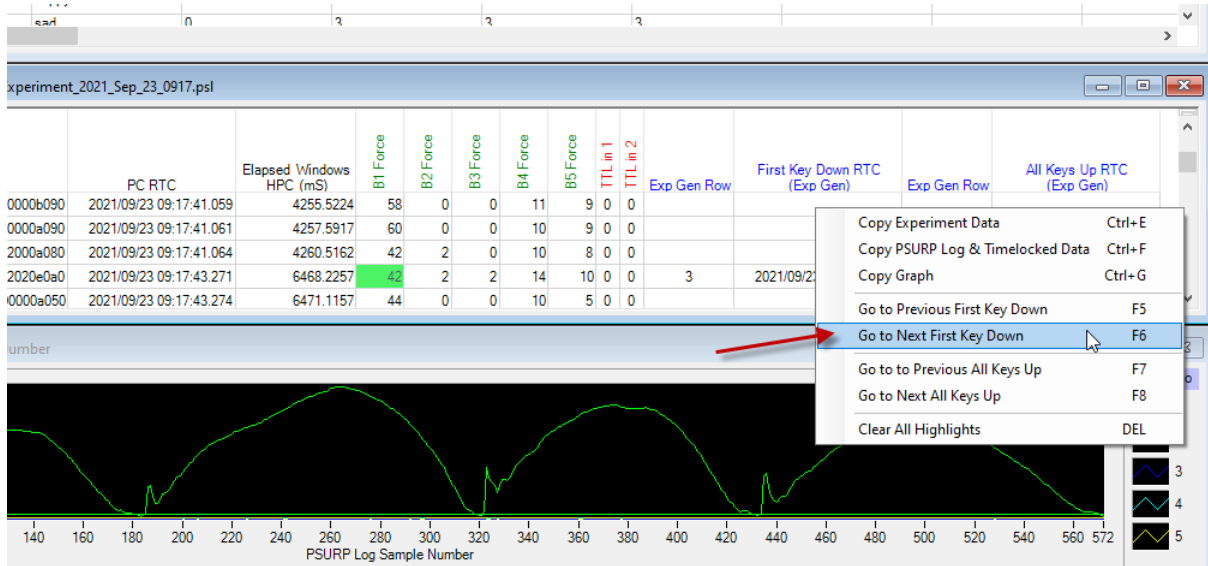 sad 0 3 3 3
xperiment_2021_Sep_23_0917.psl
PC RTC Elapsed Windows HPC (mS) B1 Force B2 Force B3 Force B4 Force B5 Force TTL in 1 TTL in 2 Exp Gen Row First Key Down RTC (Exp Gen) Exp Gen Row All Keys Up RTC (Exp Gen)
0000b090 2021/09/23 09:17:41.059 4255.5224 58 0 0 11 9 0 0
0000a090 2021/09/23 09:17:41.061 4257.5917 60 0 0 10 9 0 0
2000a080 2021/09/23 09:17:41.064 4260.5162 42 2 0 10 8 0 0
2020e0a0 2021/09/23 09:17:43.271 6468.2257 42 2 2 14 10 0 0 3 2021/09/2
00000a050 2021/09/23 09:17:43.274 6471.1157 44 0 0 10 5 0 0
Copy Experiment Data Ctrl+E
Copy PSURP Log & Timelocked Data Ctrl+F
Copy Graph Ctrl+G
Go to Previous First Key Down F5
Go to Next First Key Down F6
Go to to Previous All Keys Up F7
Go to Next All Keys Up F8
Clear All Highlights DEL
umber
3
4
5
140 160 180 200 220 240 260 280 300 320 340 360 380 400 420 440 460 480 500 520 540 560 572
PSURP Log Sample Number